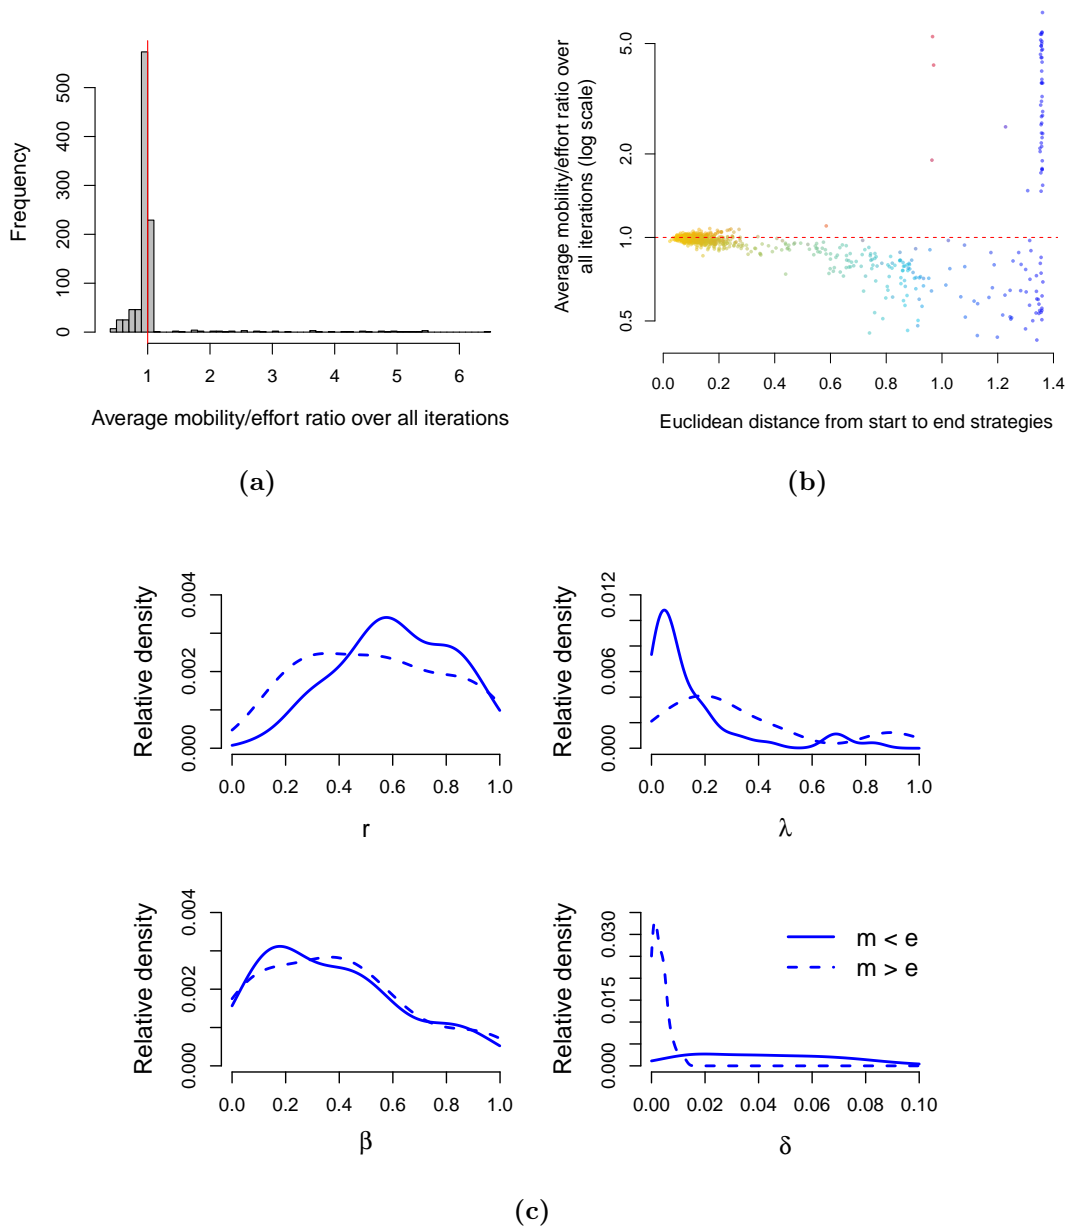 Frequency
0 100 200 300 400 500
1 2 3 4 5 6
Average mobility/effort ratio over all iterations
(a)
Average mobility/effort ratio over
all iterations (log scale)
0.5 1.0 2.0 5.0
0.0 0.2 0.4 0.6 0.8 1.0 1.2 1.4
Euclidean distance from start to end strategies
(b)
Relative density
0.000 0.002 0.004
0.0 0.2 0.4 0.6 0.8 1.0
r
Relative density
0.000 0.006 0.012
0.0 0.2 0.4 0.6 0.8 1.0
λ
Relative density
0.000 0.002 0.004
0.0 0.2 0.4 0.6 0.8 1.0
β
Relative density
0.000 0.015 0.030
m < e
m > e
0.00 0.02 0.04 0.06 0.08 0.10
δ
(c)